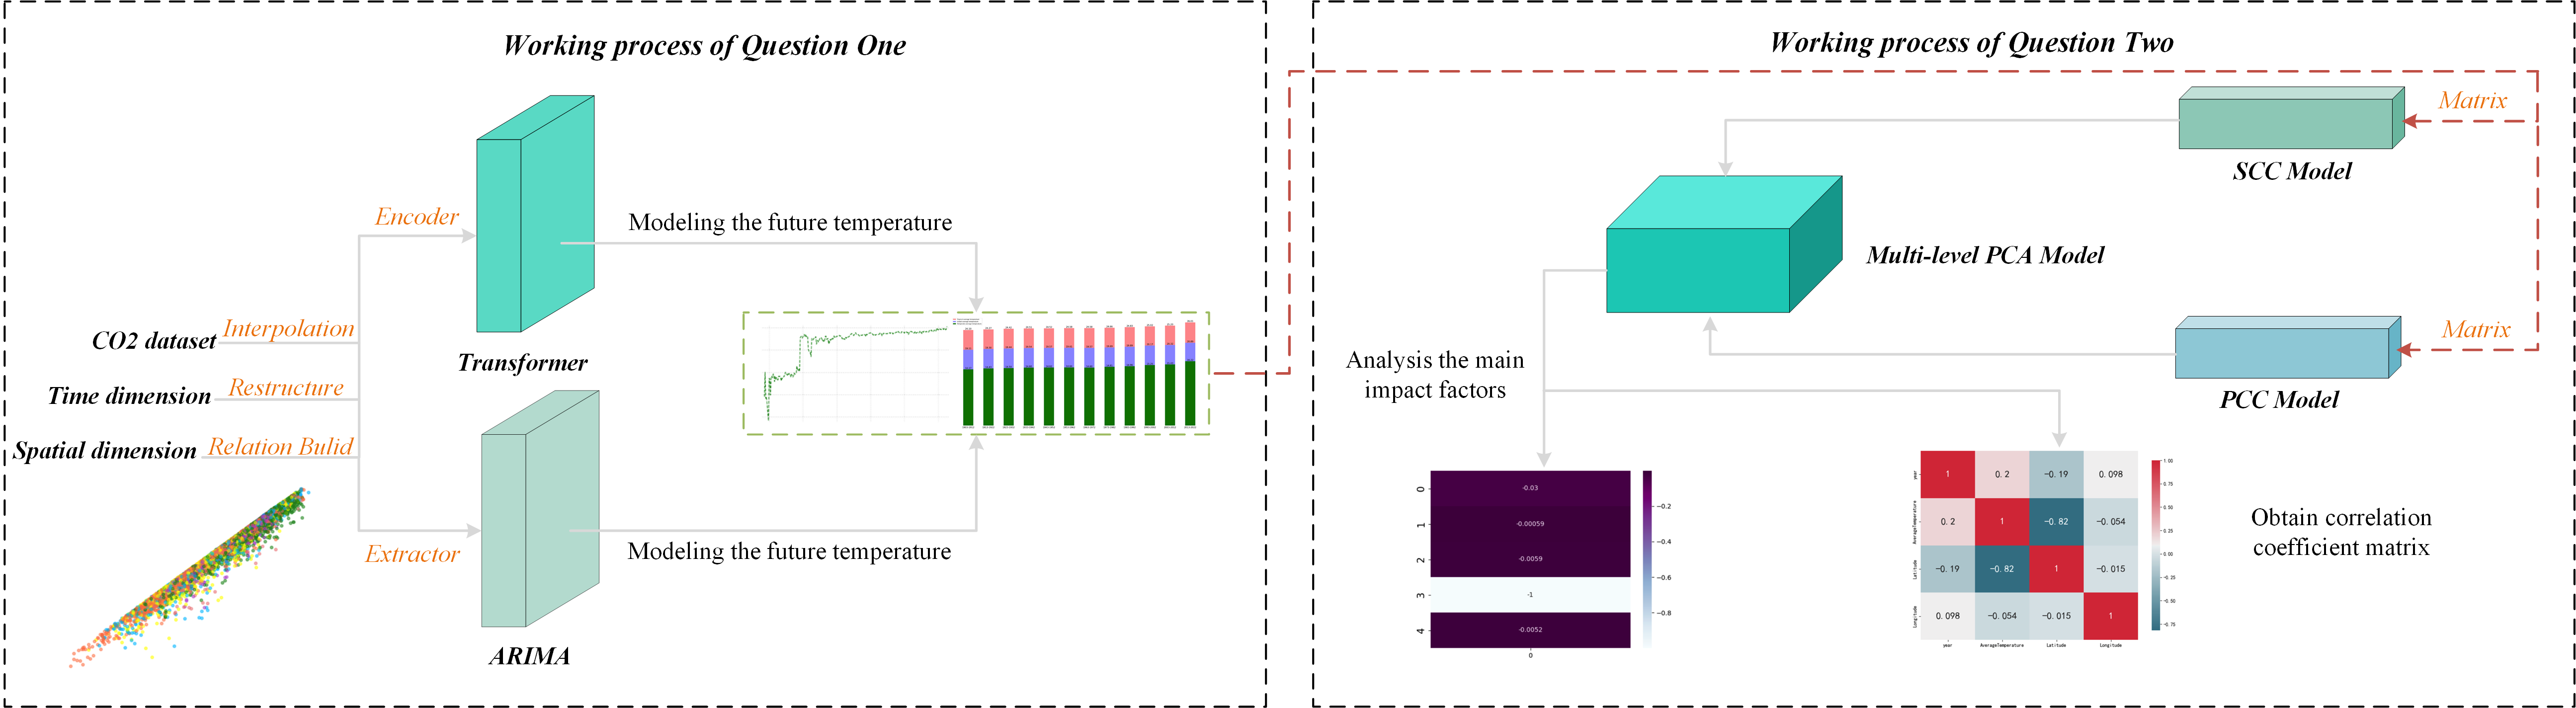 Working process of Question One
Encoder
Modeling the future temperature
CO2 dataset
Interpolation
Transformer
Time dimension
Restructure
Spatial dimension
Relation Bulid
Extractor
Modeling the future temperature
ARIMA
Working process of Question Two
Matrix
SCC Model
Multi-level PCA Model
Matrix
PCC Model
Analysis the main
impact factors
0
-0.03
1
-0.00059
2
-0.0059
3
-1
4
-0.0052
0
−0.2
−0.4
−0.6
−0.8
year
1
0.2
-0.19
0.098
AverageTemperature
0.2
1
-0.82
-0.054
Latitude
-0.19
-0.82
1
-0.015
Longitude
0.098
-0.054
-0.015
1
year
AverageTemperature
Latitude
Longitude
1.00
0.75
0.50
0.25
0.00
-0.25
-0.50
-0.75
Obtain correlation
coefficient matrix